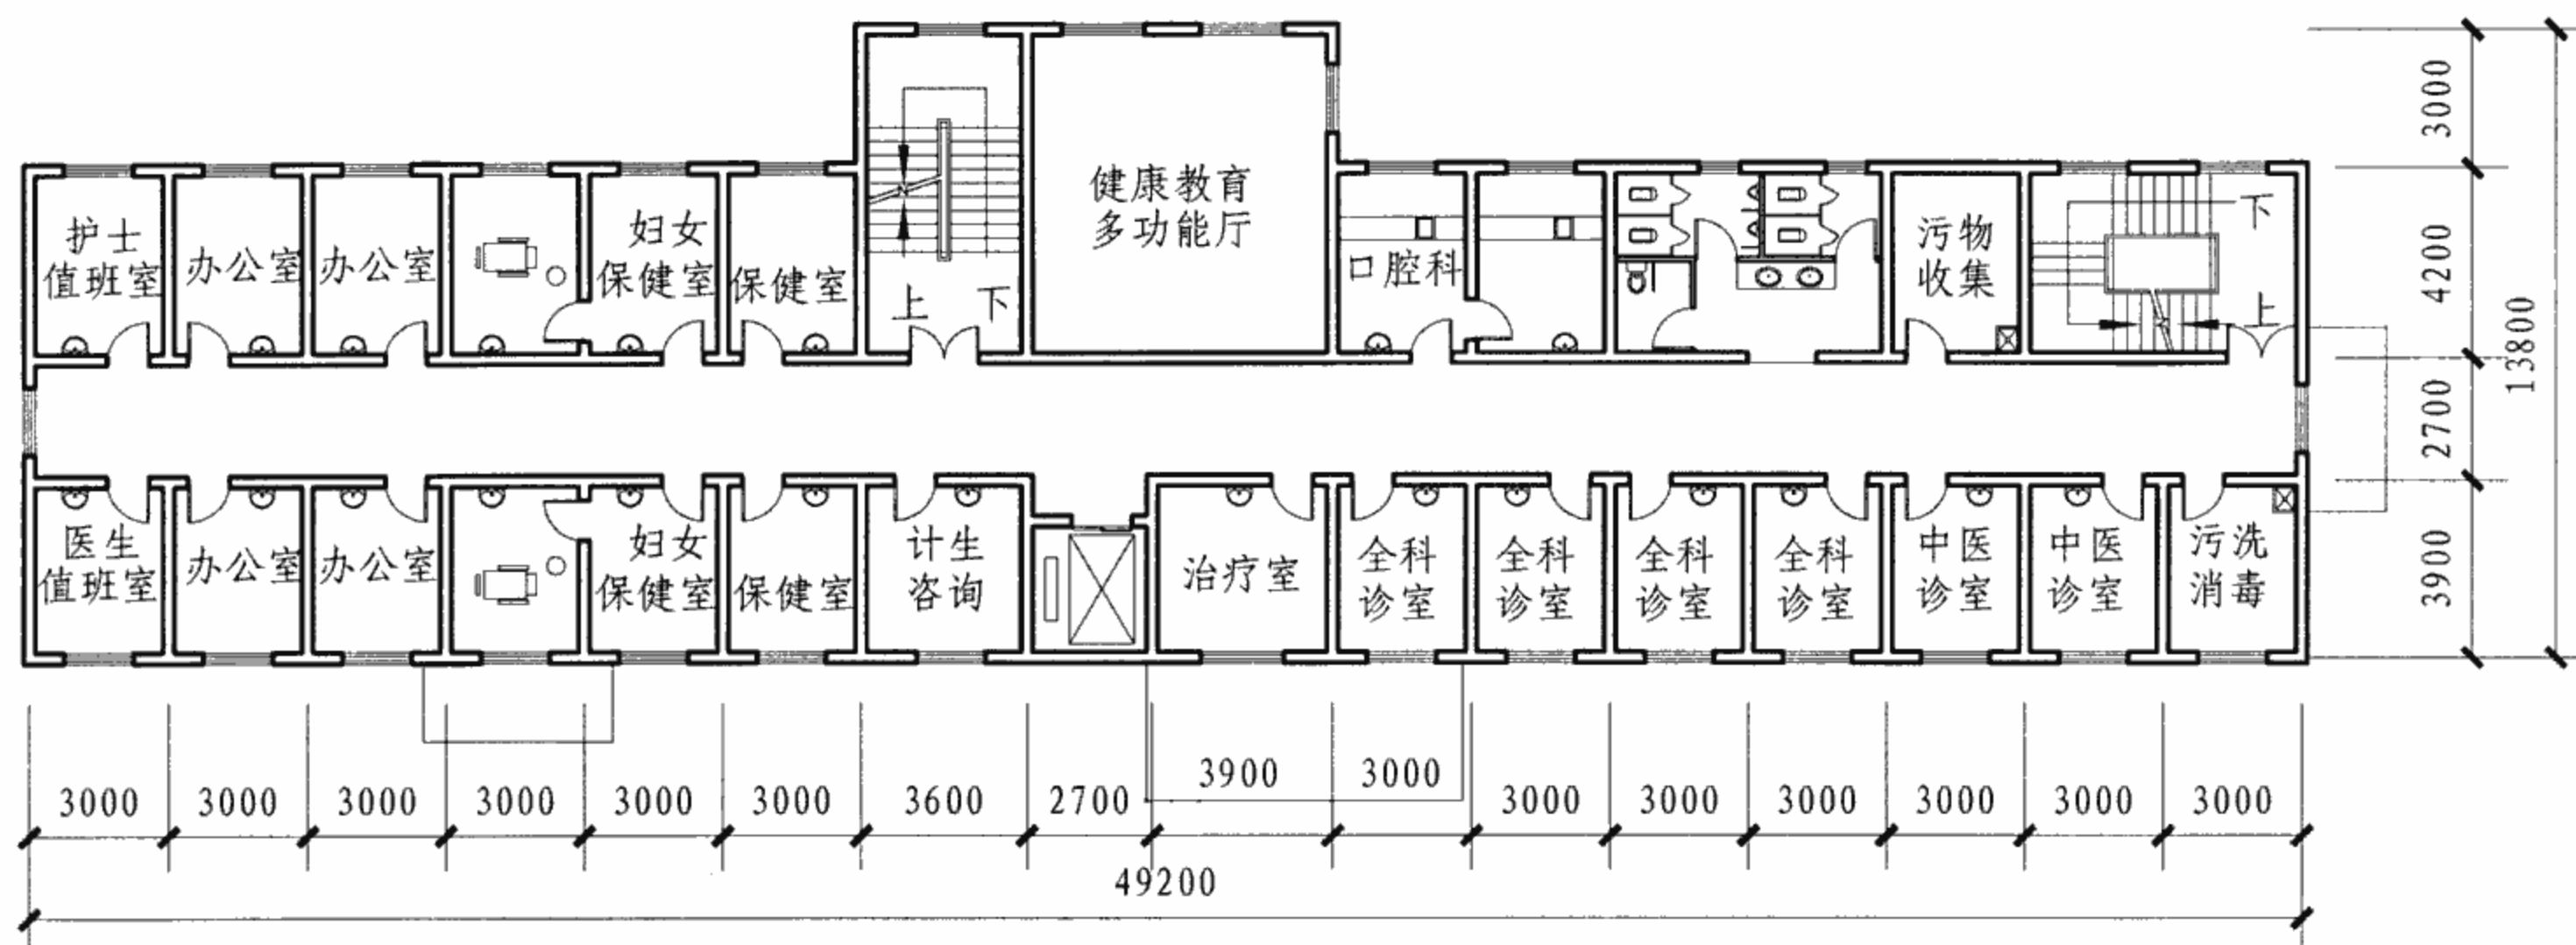 健康教育
多功能厅
护士
值班室
办公室
办公室
妇女
保健室
保健室
上
下
口腔科
污物
收集
下
上
医生
值班室
办公室
办公室
妇女
保健室
保健室
计生
咨询
治疗室
全科
诊室
全科
诊室
全科
诊室
全科
诊室
中医
诊室
中医
诊室
污洗
消毒
3000
4200
2700
3900
13800
3000
3000
3000
3000
3000
3000
3600
2700
3900
3000
3000
3000
3000
3000
3000
3000
49200